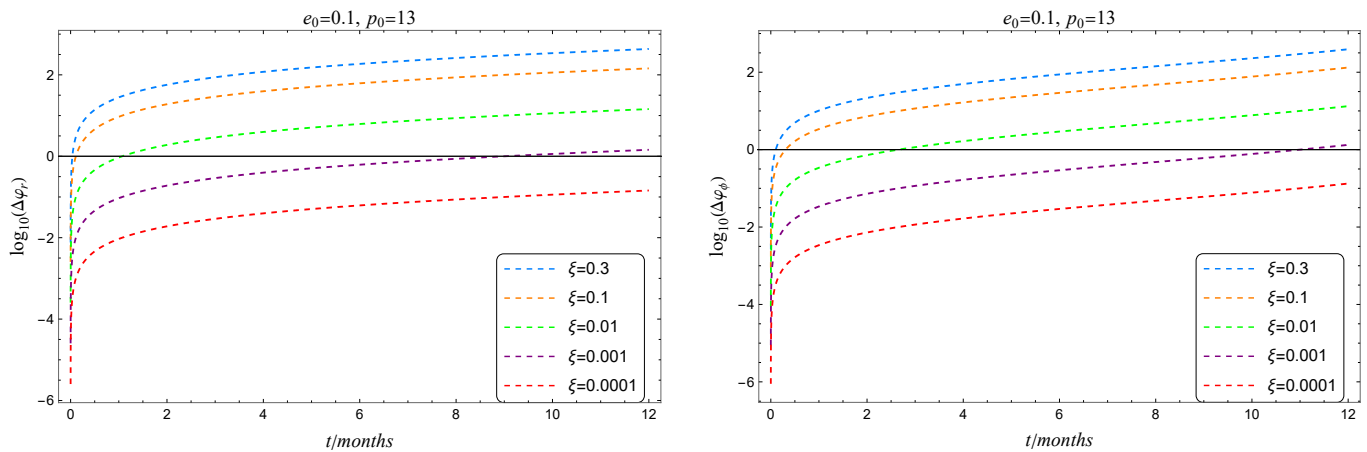 e₀=0.1, p₀=13
log₁₀(Δφᵣ)
2
0
−2
−4
−6
0 2 4 6 8 10 12
t/months
ξ=0.3
ξ=0.1
ξ=0.01
ξ=0.001
ξ=0.0001
e₀=0.1, p₀=13
log₁₀(Δφ_ϕ)
2
0
−2
−4
−6
0 2 4 6 8 10 12
t/months
ξ=0.3
ξ=0.1
ξ=0.01
ξ=0.001
ξ=0.0001